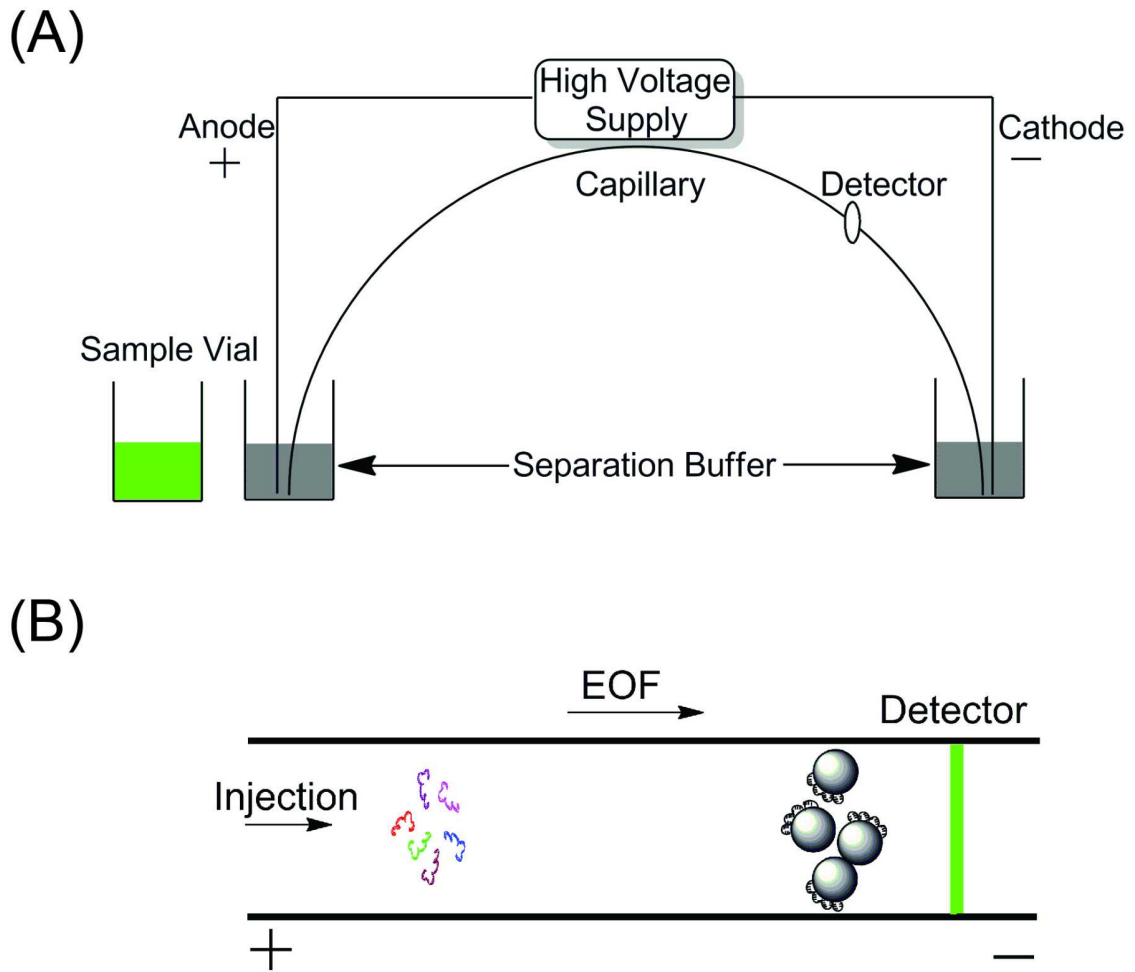 (A)
High Voltage
Supply
Anode
+
Cathode
−
Capillary
Detector
Sample Vial
Separation Buffer
(B)
EOF
Detector
Injection
+
−